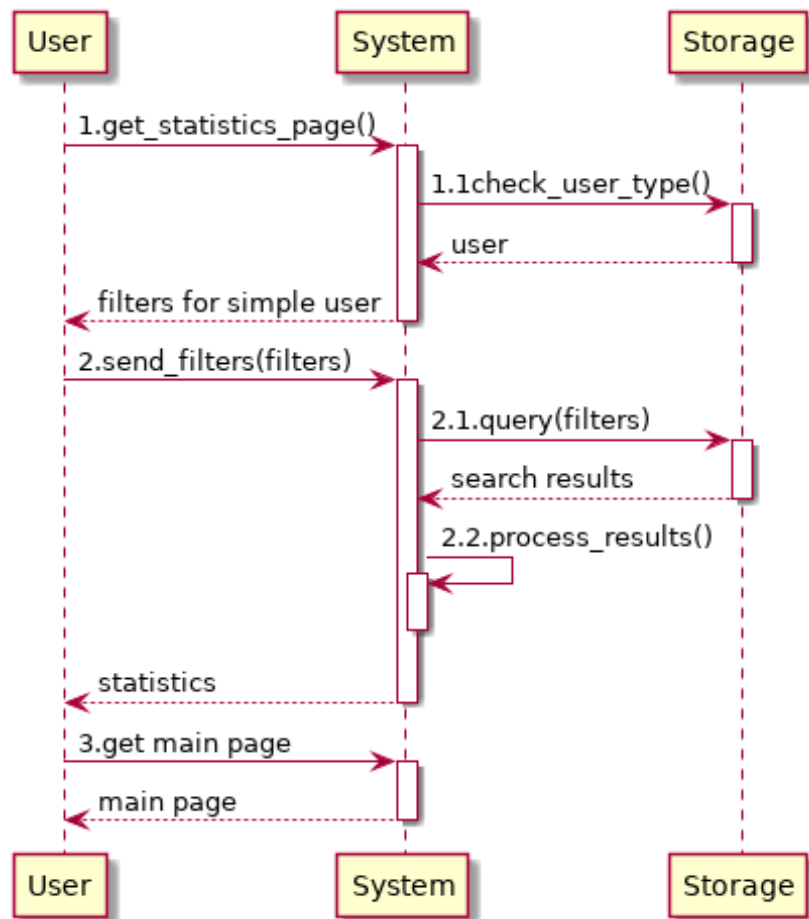 User
System
Storage
1.get_statistics_page()
1.1check_user_type()
user
filters for simple user
2.send_filters(filters)
2.1.query(filters)
search results
2.2.process_results()
statistics
3.get main page
main page
User
System
Storage